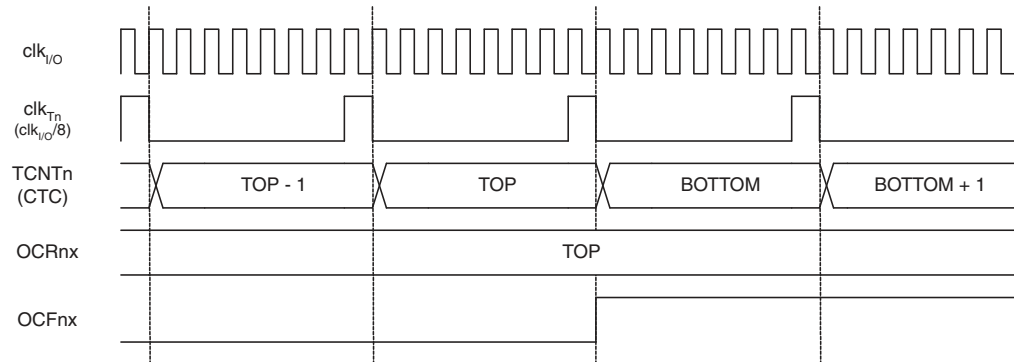 clkI/O
clkTn
(clkI/O/8)
TCNTn
(CTC)
TOP - 1
TOP
BOTTOM
BOTTOM + 1
OCRnx
TOP
OCFnx